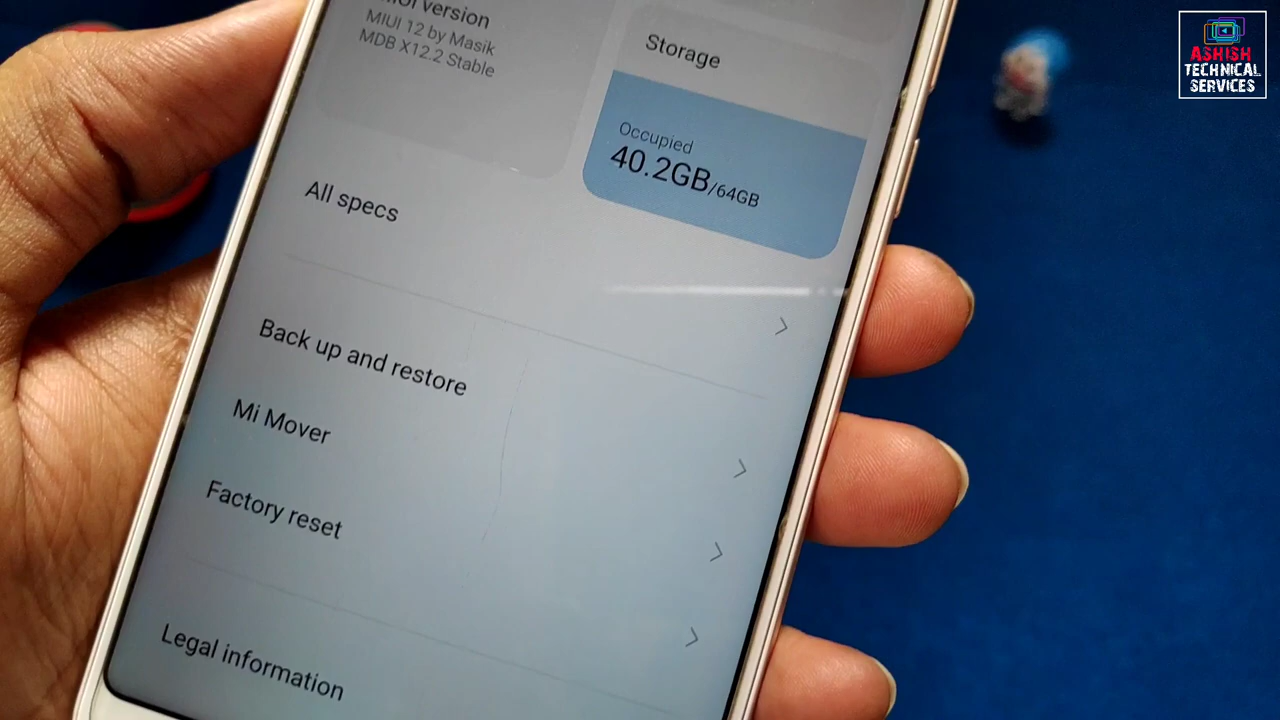 MIUI version
MIUI 12 by Masik
MDB X12.2 Stable
Storage
Occupied
40.2GB/64GB
All specs
Back up and restore
Mi Mover
Factory reset
Legal information
ASHISH
TECHNICAL
SERVICES